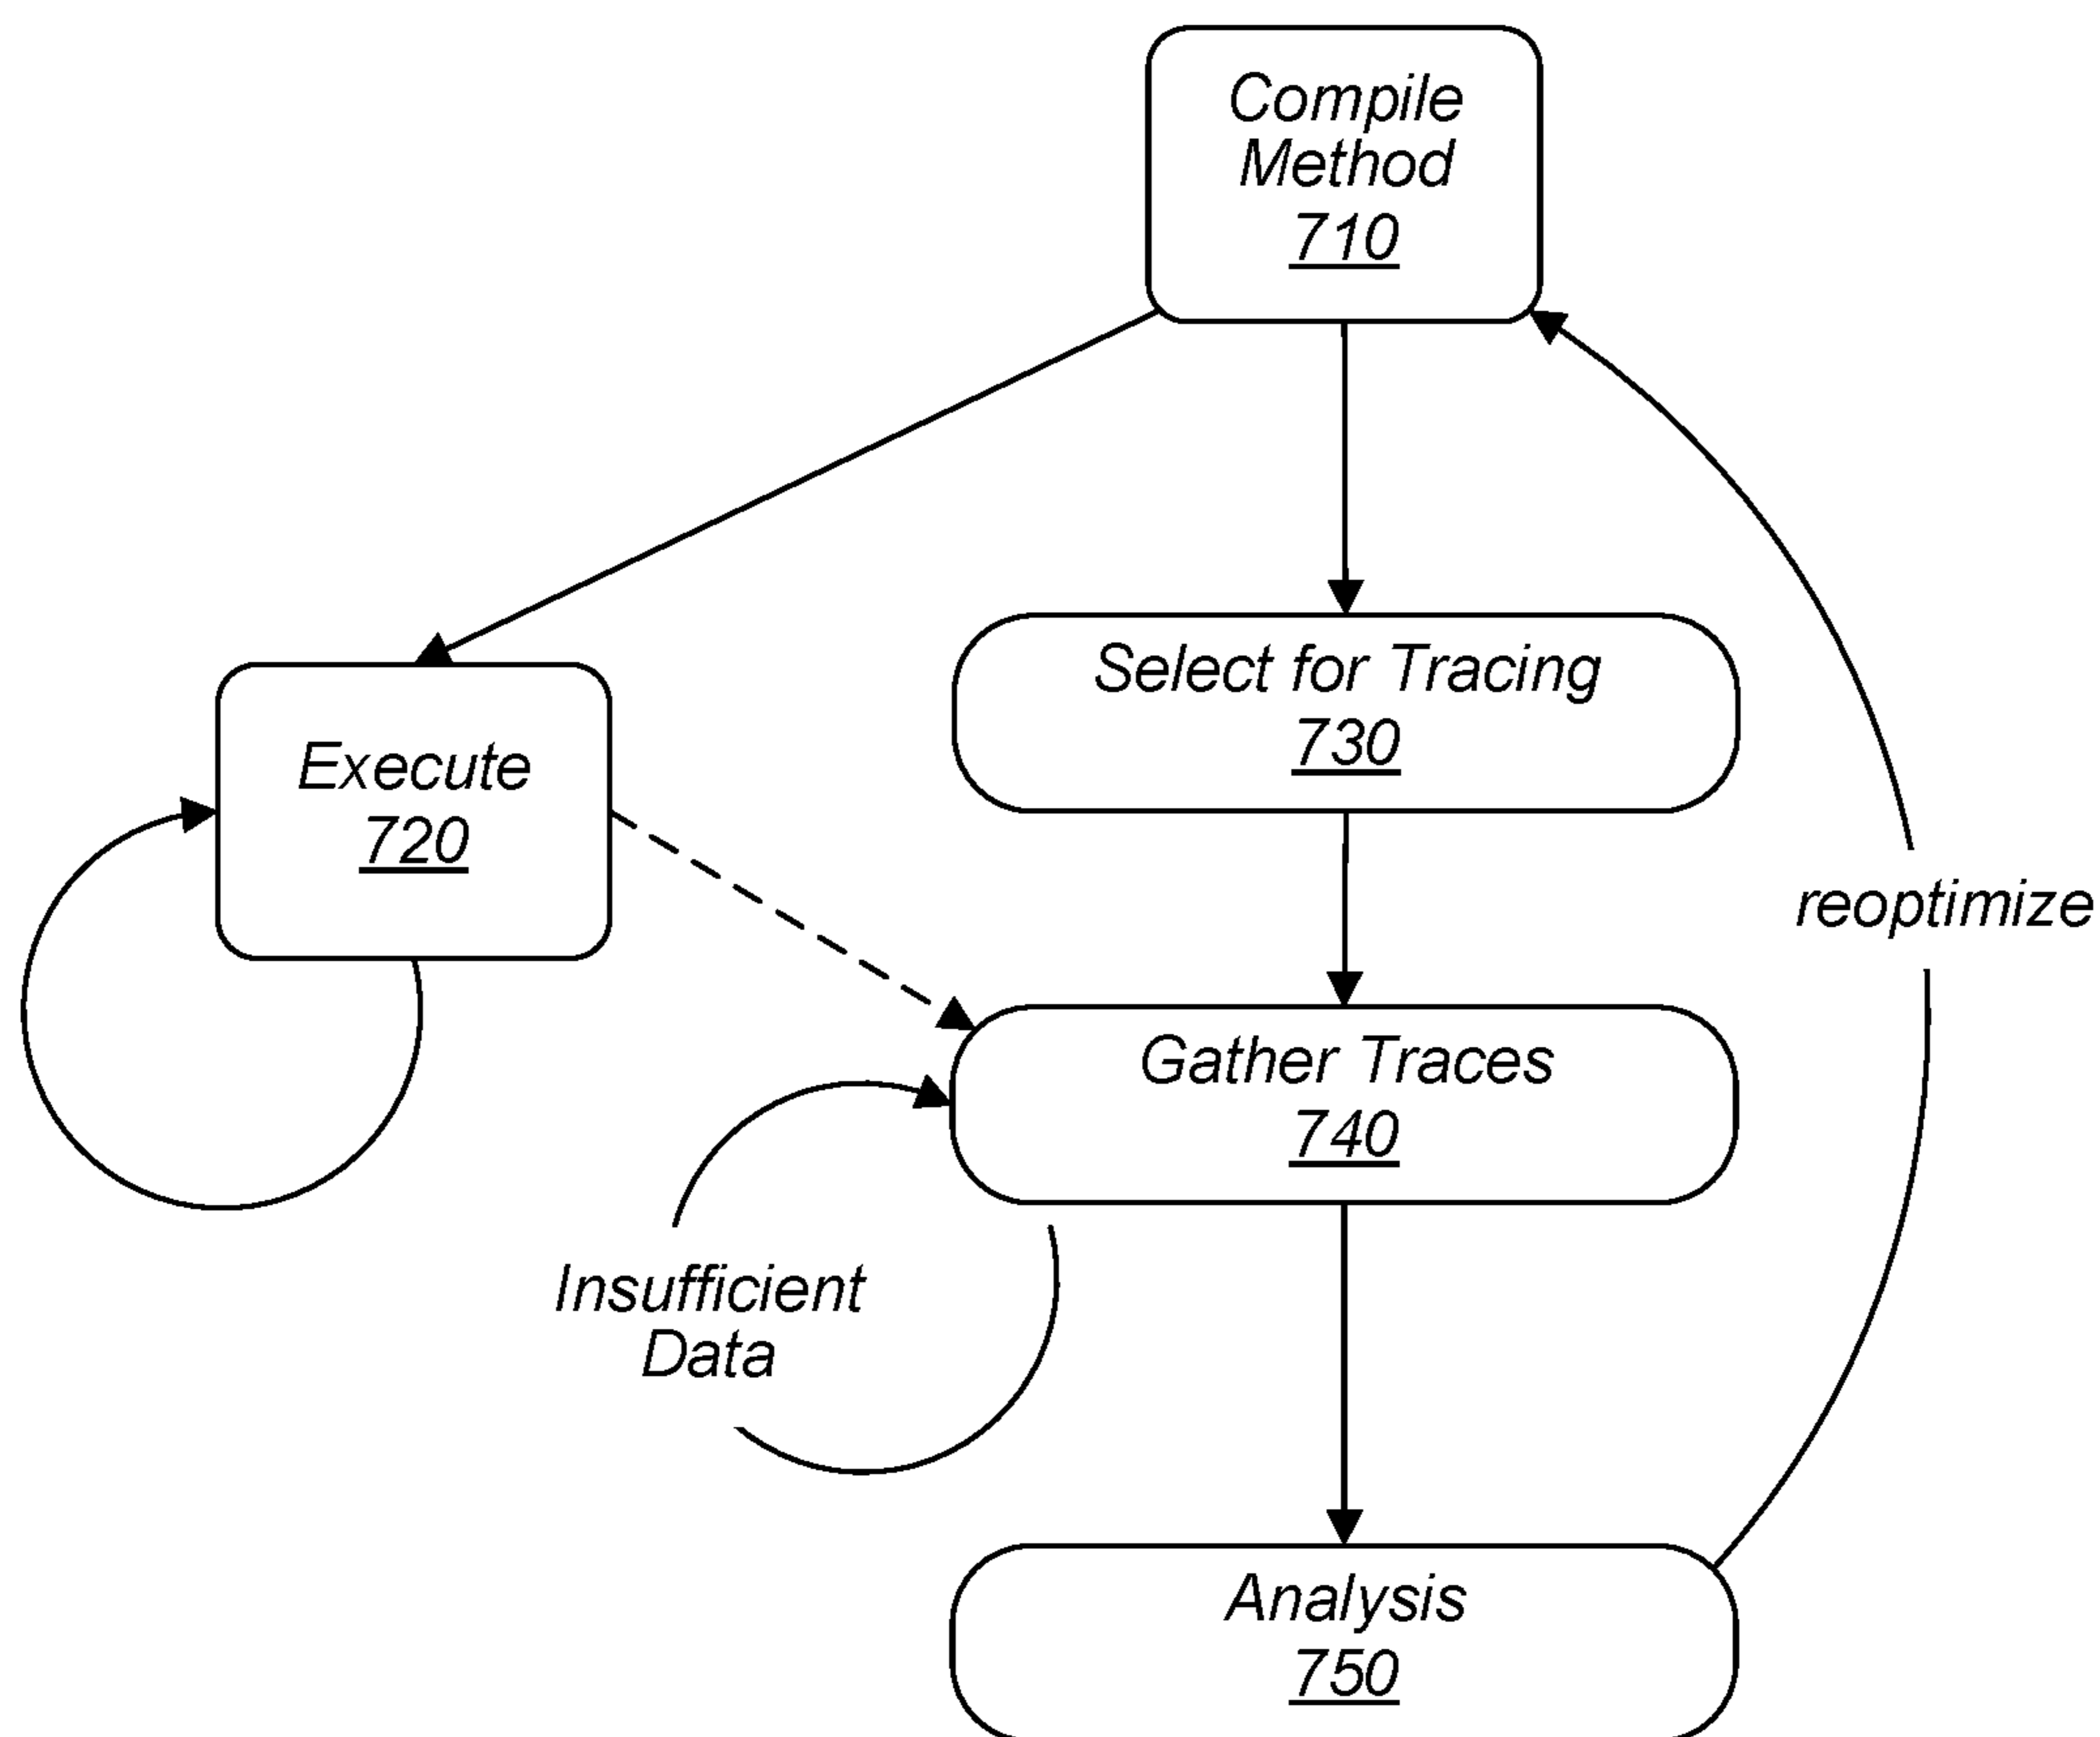 Compile
Method
710
Select for Tracing
730
Execute
720
reoptimize
Gather Traces
740
Insufficient
Data
Analysis
750